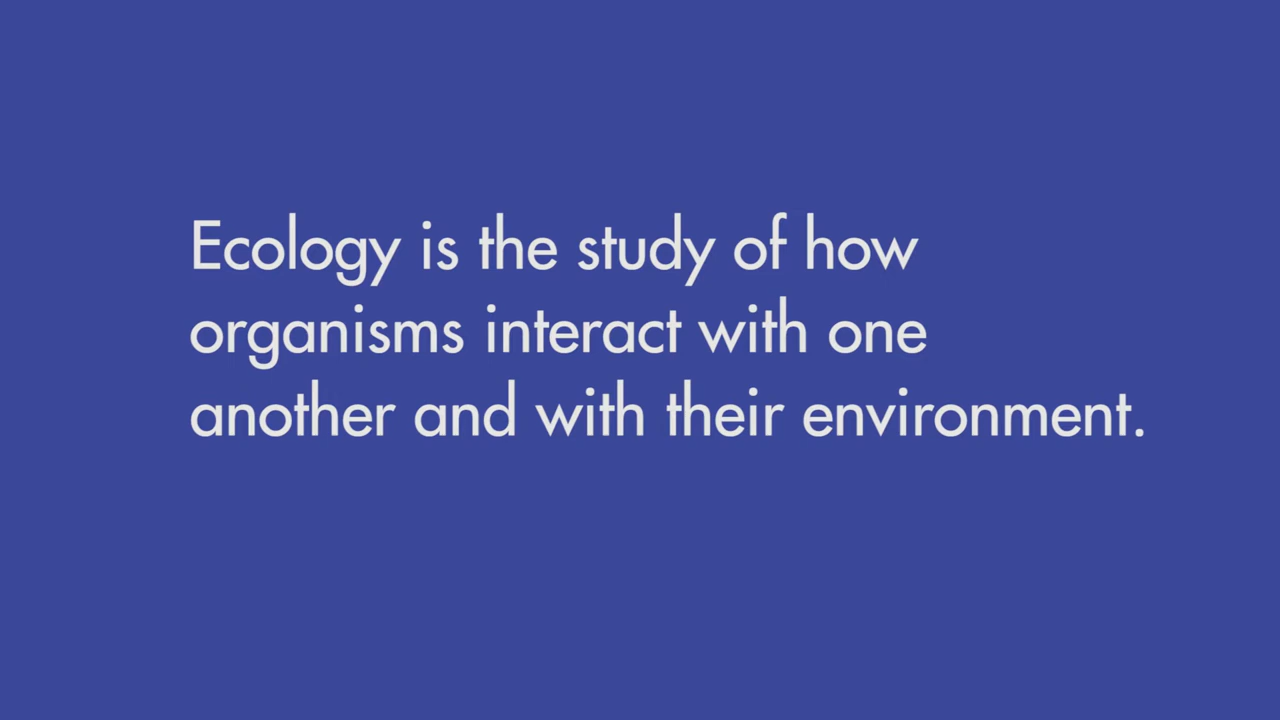 Ecology is the study of how
organisms interact with one
another and with their environment.